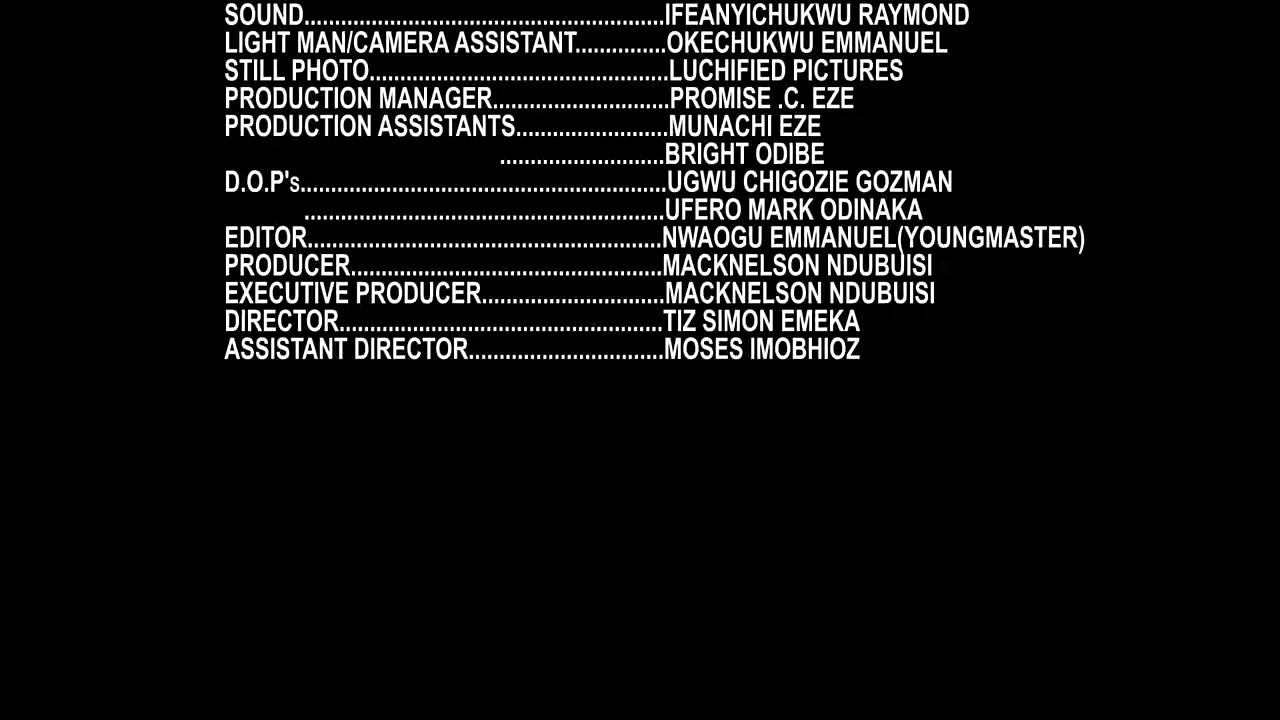 SOUND...........................................................IFEANYICHUKWU RAYMOND
LIGHT MAN/CAMERA ASSISTANT...............OKECHUKWU EMMANUEL
STILL PHOTO.................................................LUCHIFIED PICTURES
PRODUCTION MANAGER.............................PROMISE .C. EZE
PRODUCTION ASSISTANTS.........................MUNACHI EZE
...........................BRIGHT ODIBE
D.O.P's............................................................UGWU CHIGOZIE GOZMAN
...........................................................UFERO MARK ODINAKA
EDITOR..........................................................NWAOGU EMMANUEL(YOUNGMASTER)
PRODUCER...................................................MACKNELSON NDUBUISI
EXECUTIVE PRODUCER..............................MACKNELSON NDUBUISI
DIRECTOR.....................................................TIZ SIMON EMEKA
ASSISTANT DIRECTOR................................MOSES IMOBHIOZ